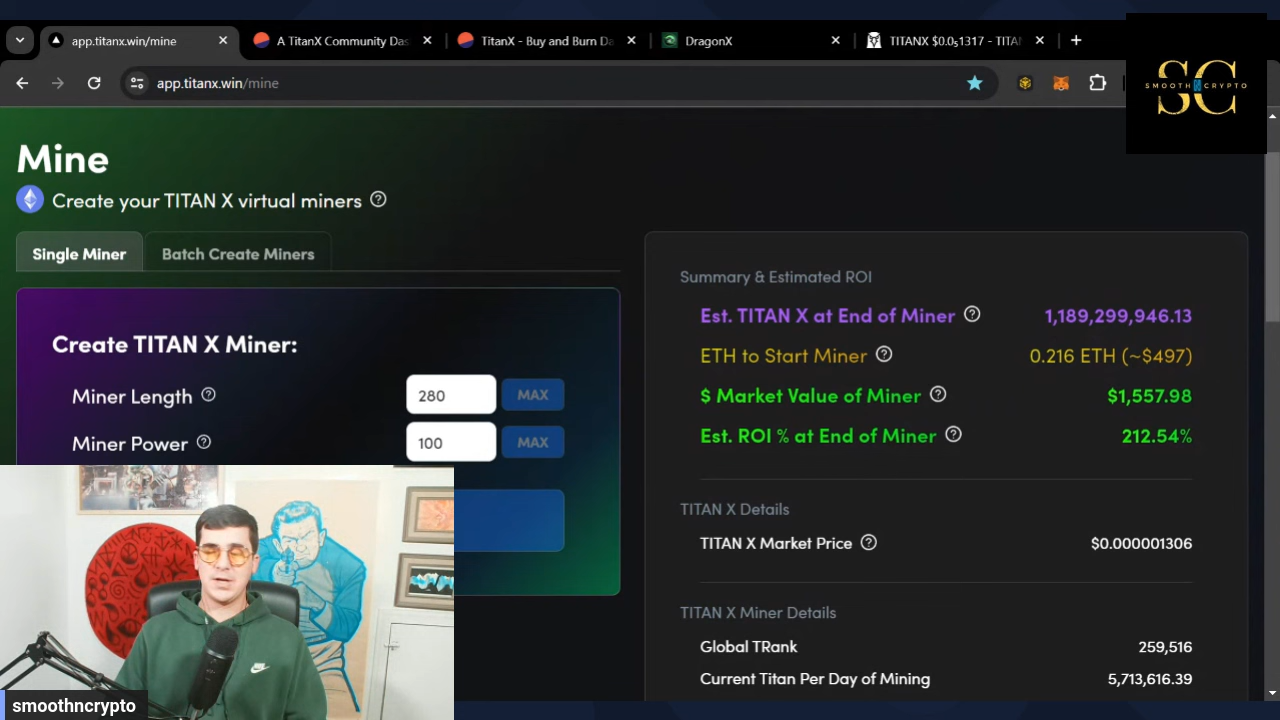 app.titanx.win/mine
A TitanX Community Das
TitanX - Buy and Burn Da
DragonX
TITANX $0.0₅1317 - TITAN
app.titanx.win/mine
SC
SMOOTH N CRYPTO
Mine
Create your TITAN X virtual miners
Single Miner
Batch Create Miners
Create TITAN X Miner:
Miner Length
280
MAX
Miner Power
100
MAX
Summary & Estimated ROI
Est. TITAN X at End of Miner
1,189,299,946.13
ETH to Start Miner
0.216 ETH (~$497)
$ Market Value of Miner
$1,557.98
Est. ROI % at End of Miner
212.54%
TITAN X Details
TITAN X Market Price
$0.000001306
TITAN X Miner Details
Global TRank
259,516
Current Titan Per Day of Mining
5,713,616.39
smoothncrypto